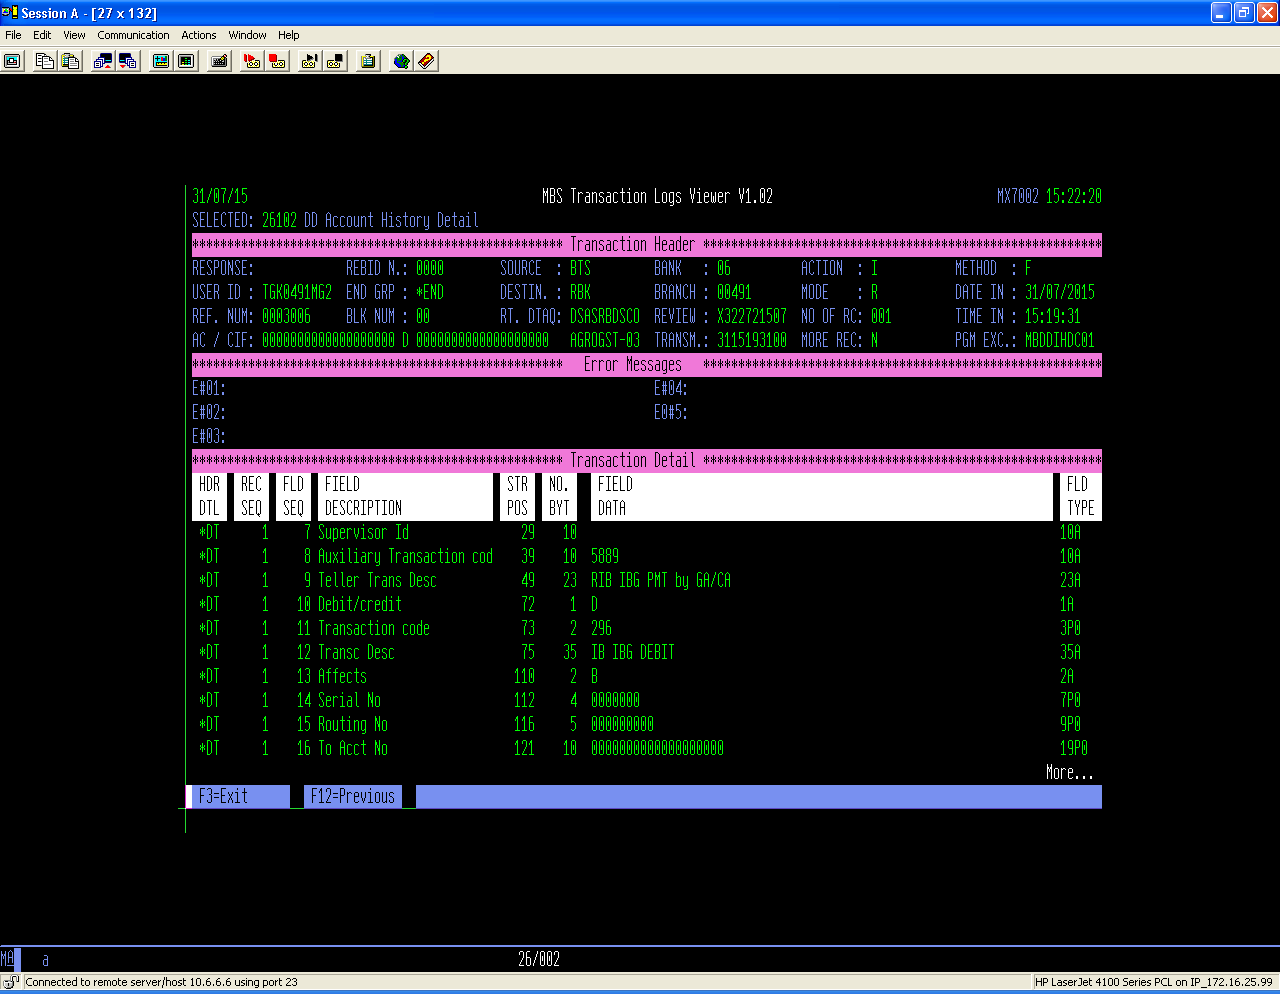 Session A - [27 x 132]
File Edit View Communication Actions Window Help
31/07/15 MBS Transaction Logs Viewer V1.02 MX7002 15:22:20
SELECTED: 26102 DD Account History Detail
***************************************************** Transaction Header *********************************************************
RESPONSE: REBID N.: 0000 SOURCE : BTS BANK : 06 ACTION : I METHOD : F
USER ID : TGK0491MG2 END GRP : *END DESTIN. : RBK BRANCH : 00491 MODE : R DATE IN : 31/07/2015
REF. NUM: 0003006 BLK NUM : 00 RT. DTAQ: DSASRBDSCO REVIEW : X322721507 NO OF RC: 001 TIME IN : 15:19:31
AC / CIF: 0000000000000000000 D 0000000000000000000 AGROGST-03 TRANSM.: 3115193100 MORE REC: N PGM EXC.: MBDDIHDC01
***************************************************** Error Messages *********************************************************
E#01: E#04:
E#02: E0#5:
E#03:
***************************************************** Transaction Detail *********************************************************
HDR REC FLD FIELD STR NO. FIELD FLD
DTL SEQ SEQ DESCRIPTION POS BYT DATA TYPE
*DT 1 7 Supervisor Id 29 10 10A
*DT 1 8 Auxiliary Transaction cod 39 10 5889 10A
*DT 1 9 Teller Trans Desc 49 23 RIB IBG PMT by GA/CA 23A
*DT 1 10 Debit/credit 72 1 D 1A
*DT 1 11 Transaction code 73 2 296 3P0
*DT 1 12 Transc Desc 75 35 IB IBG DEBIT 35A
*DT 1 13 Affects 110 2 B 2A
*DT 1 14 Serial No 112 4 0000000 7P0
*DT 1 15 Routing No 116 5 000000000 9P0
*DT 1 16 To Acct No 121 10 0000000000000000000 19P0
More...
F3=Exit F12=Previous
MA a 26/002
Connected to remote server/host 10.6.6.6 using port 23 HP LaserJet 4100 Series PCL on IP_172.16.25.99